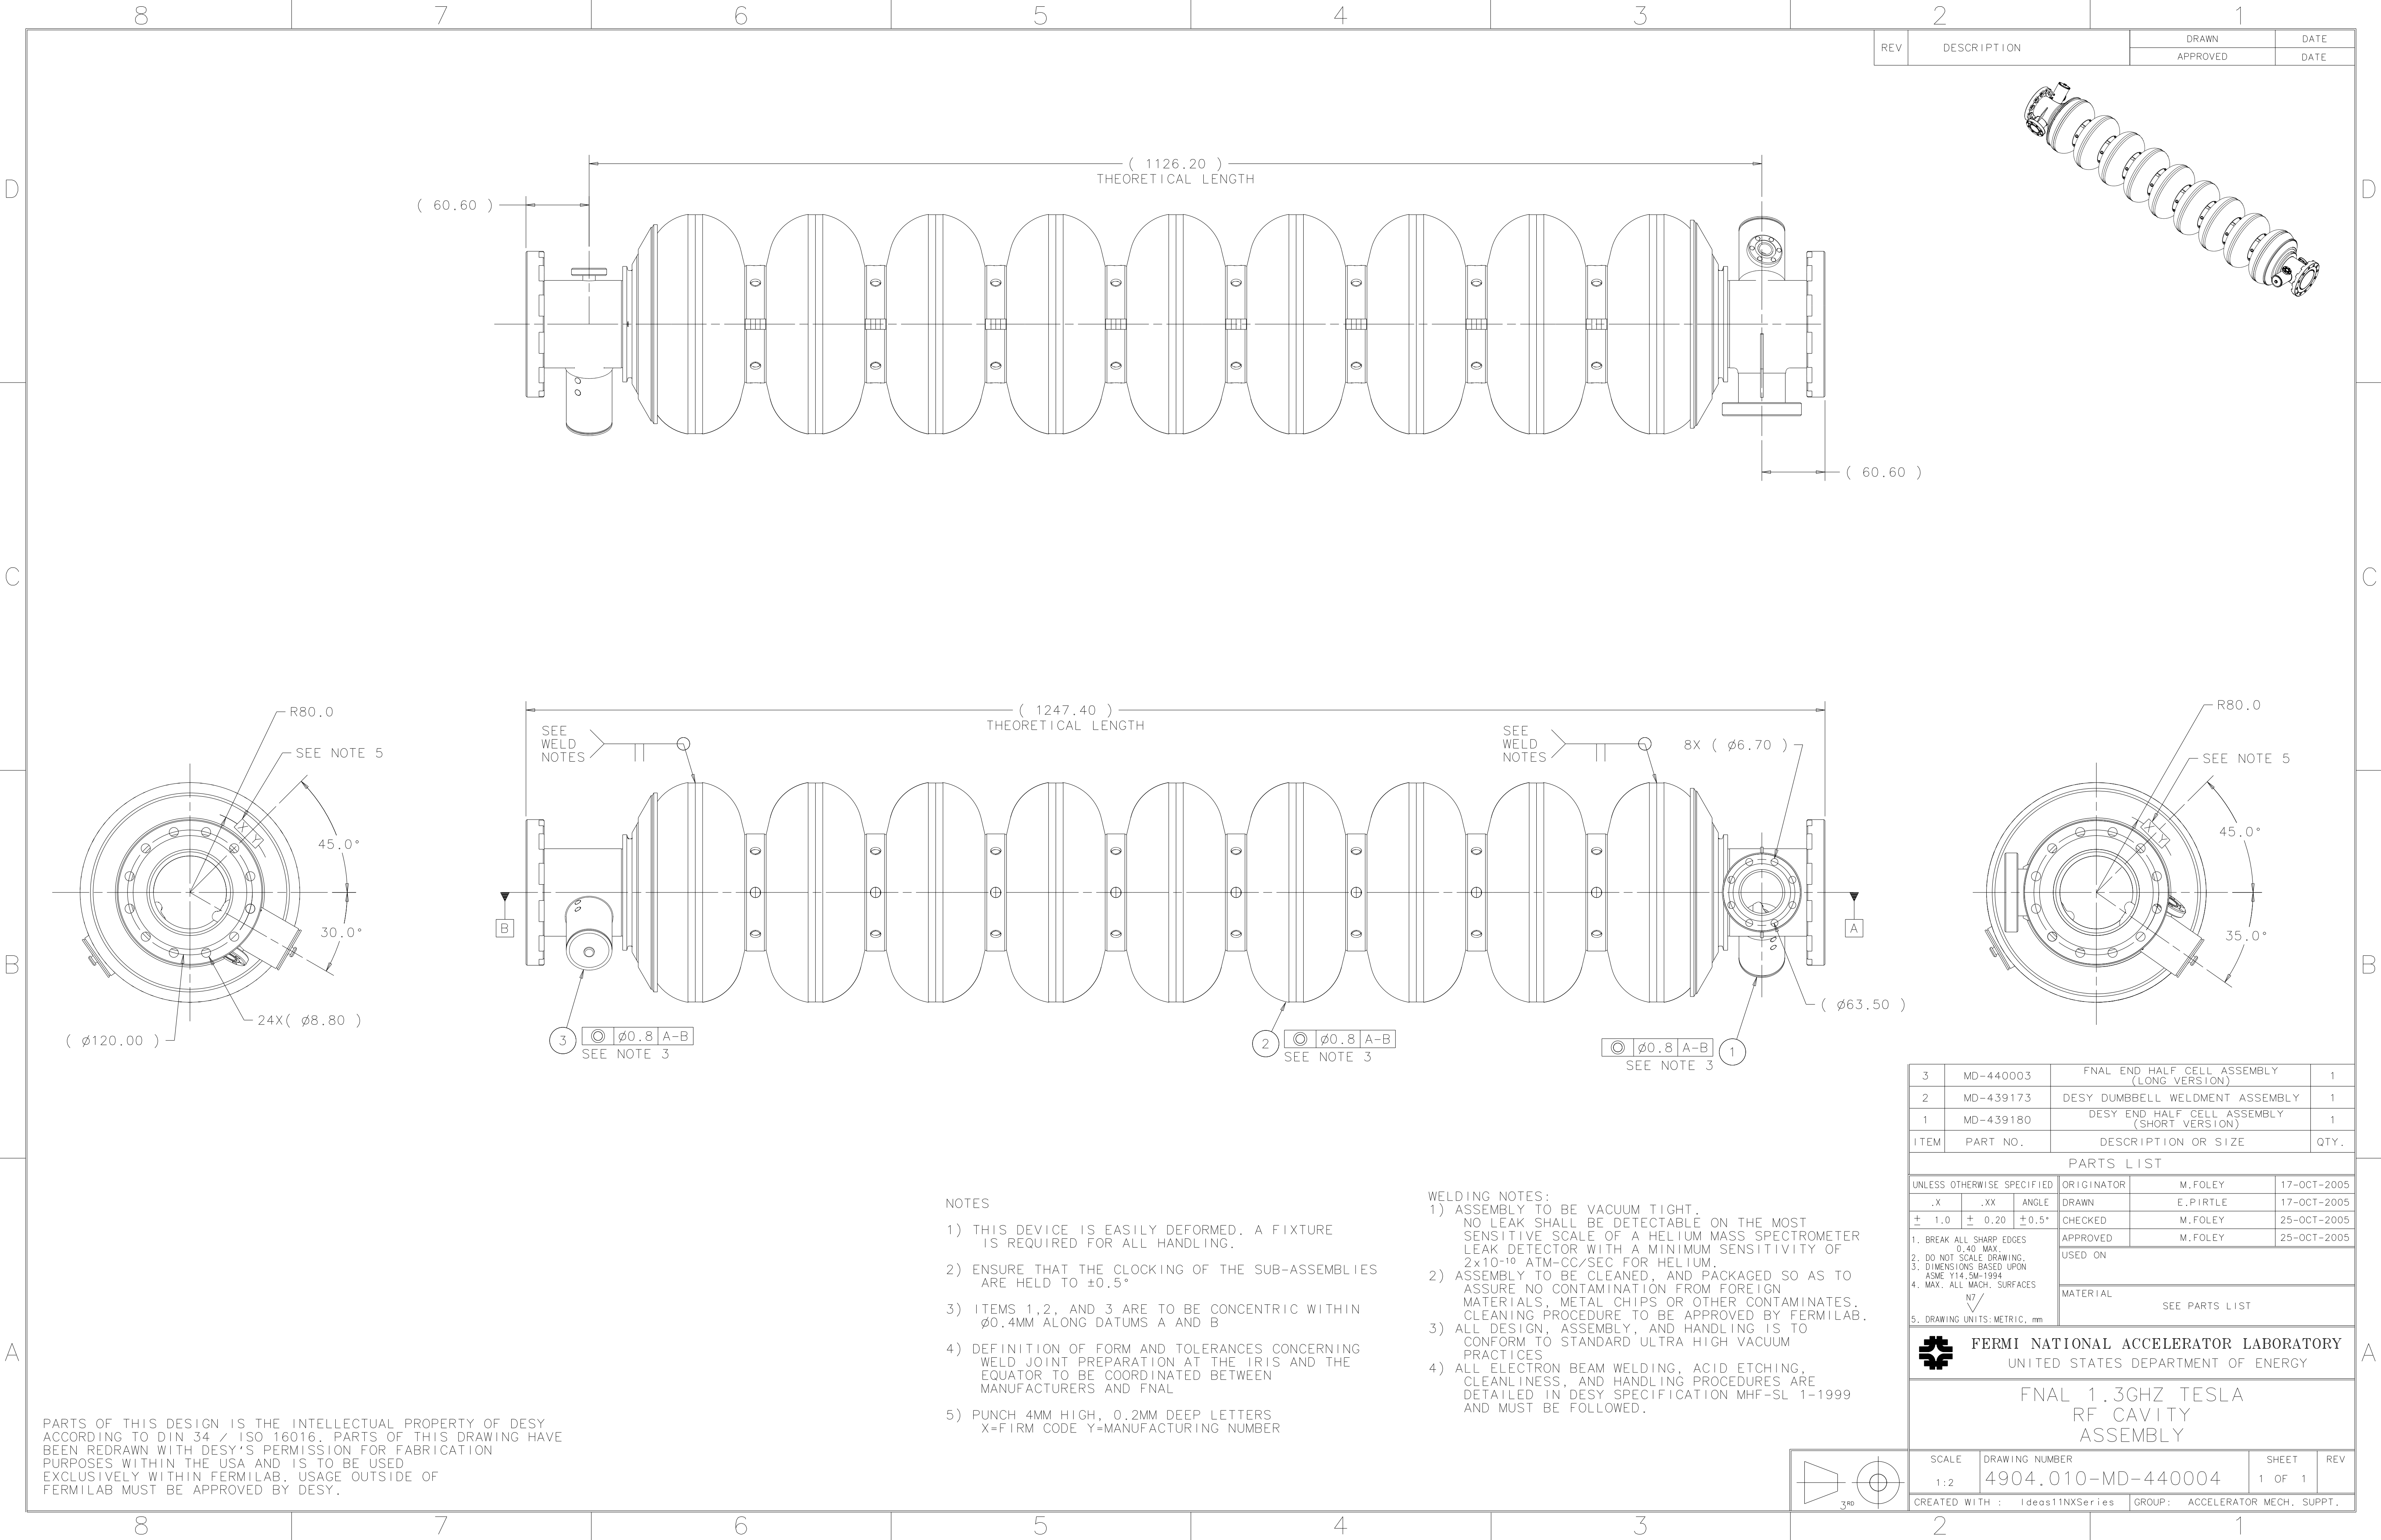 8 7 6 5 4 3 2 1
REV DESCRIPTION DRAWN DATE
APPROVED DATE
D D
( 1126.20 )
THEORETICAL LENGTH
( 60.60 )
( 60.60 )
C C
( 1247.40 )
THEORETICAL LENGTH
R80.0
SEE NOTE 5
X Y
45.0°
30.0°
24X( ⌀8.80 )
( ⌀120.00 )
SEE
WELD
NOTES
SEE
WELD
NOTES
8X ( ⌀6.70 )
B
A
( ⌀63.50 )
3 ◎ ⌀0.8 A-B
SEE NOTE 3
2 ◎ ⌀0.8 A-B
SEE NOTE 3
◎ ⌀0.8 A-B 1
SEE NOTE 3
R80.0
SEE NOTE 5
X Y
45.0°
35.0°
B B
NOTES
1) THIS DEVICE IS EASILY DEFORMED. A FIXTURE
IS REQUIRED FOR ALL HANDLING.
2) ENSURE THAT THE CLOCKING OF THE SUB-ASSEMBLIES
ARE HELD TO ±0.5°
3) ITEMS 1,2, AND 3 ARE TO BE CONCENTRIC WITHIN
⌀0.4MM ALONG DATUMS A AND B
4) DEFINITION OF FORM AND TOLERANCES CONCERNING
WELD JOINT PREPARATION AT THE IRIS AND THE
EQUATOR TO BE COORDINATED BETWEEN
MANUFACTURERS AND FNAL
5) PUNCH 4MM HIGH, 0.2MM DEEP LETTERS
X=FIRM CODE Y=MANUFACTURING NUMBER
WELDING NOTES:
1) ASSEMBLY TO BE VACUUM TIGHT.
NO LEAK SHALL BE DETECTABLE ON THE MOST
SENSITIVE SCALE OF A HELIUM MASS SPECTROMETER
LEAK DETECTOR WITH A MINIMUM SENSITIVITY OF
2x10⁻¹⁰ ATM-CC/SEC FOR HELIUM.
2) ASSEMBLY TO BE CLEANED, AND PACKAGED SO AS TO
ASSURE NO CONTAMINATION FROM FOREIGN
MATERIALS, METAL CHIPS OR OTHER CONTAMINATES.
CLEANING PROCEDURE TO BE APPROVED BY FERMILAB.
3) ALL DESIGN, ASSEMBLY, AND HANDLING IS TO
CONFORM TO STANDARD ULTRA HIGH VACUUM
PRACTICES
4) ALL ELECTRON BEAM WELDING, ACID ETCHING,
CLEANLINESS, AND HANDLING PROCEDURES ARE
DETAILED IN DESY SPECIFICATION MHF-SL 1-1999
AND MUST BE FOLLOWED.
PARTS OF THIS DESIGN IS THE INTELLECTUAL PROPERTY OF DESY
ACCORDING TO DIN 34 / ISO 16016. PARTS OF THIS DRAWING HAVE
BEEN REDRAWN WITH DESY'S PERMISSION FOR FABRICATION
PURPOSES WITHIN THE USA AND IS TO BE USED
EXCLUSIVELY WITHIN FERMILAB. USAGE OUTSIDE OF
FERMILAB MUST BE APPROVED BY DESY.
3 MD-440003 FNAL END HALF CELL ASSEMBLY (LONG VERSION) 1
2 MD-439173 DESY DUMBBELL WELDMENT ASSEMBLY 1
1 MD-439180 DESY END HALF CELL ASSEMBLY (SHORT VERSION) 1
ITEM PART NO. DESCRIPTION OR SIZE QTY.
PARTS LIST
UNLESS OTHERWISE SPECIFIED ORIGINATOR M.FOLEY 17-OCT-2005
.X .XX ANGLE DRAWN E.PIRTLE 17-OCT-2005
± 1.0 ± 0.20 ±0.5° CHECKED M.FOLEY 25-OCT-2005
APPROVED M.FOLEY 25-OCT-2005
1. BREAK ALL SHARP EDGES
0.40 MAX.
2. DO NOT SCALE DRAWING.
3. DIMENSIONS BASED UPON
ASME Y14.5M-1994
4. MAX. ALL MACH. SURFACES
N7
5. DRAWING UNITS: METRIC, mm
USED ON
MATERIAL
SEE PARTS LIST
FERMI NATIONAL ACCELERATOR LABORATORY
UNITED STATES DEPARTMENT OF ENERGY
FNAL 1.3GHZ TESLA
RF CAVITY
ASSEMBLY
SCALE DRAWING NUMBER SHEET REV
1:2 4904.010-MD-440004 1 OF 1
3RD
CREATED WITH : Ideas11NXSeries GROUP: ACCELERATOR MECH. SUPPT.
A A
8 7 6 5 4 3 2 1